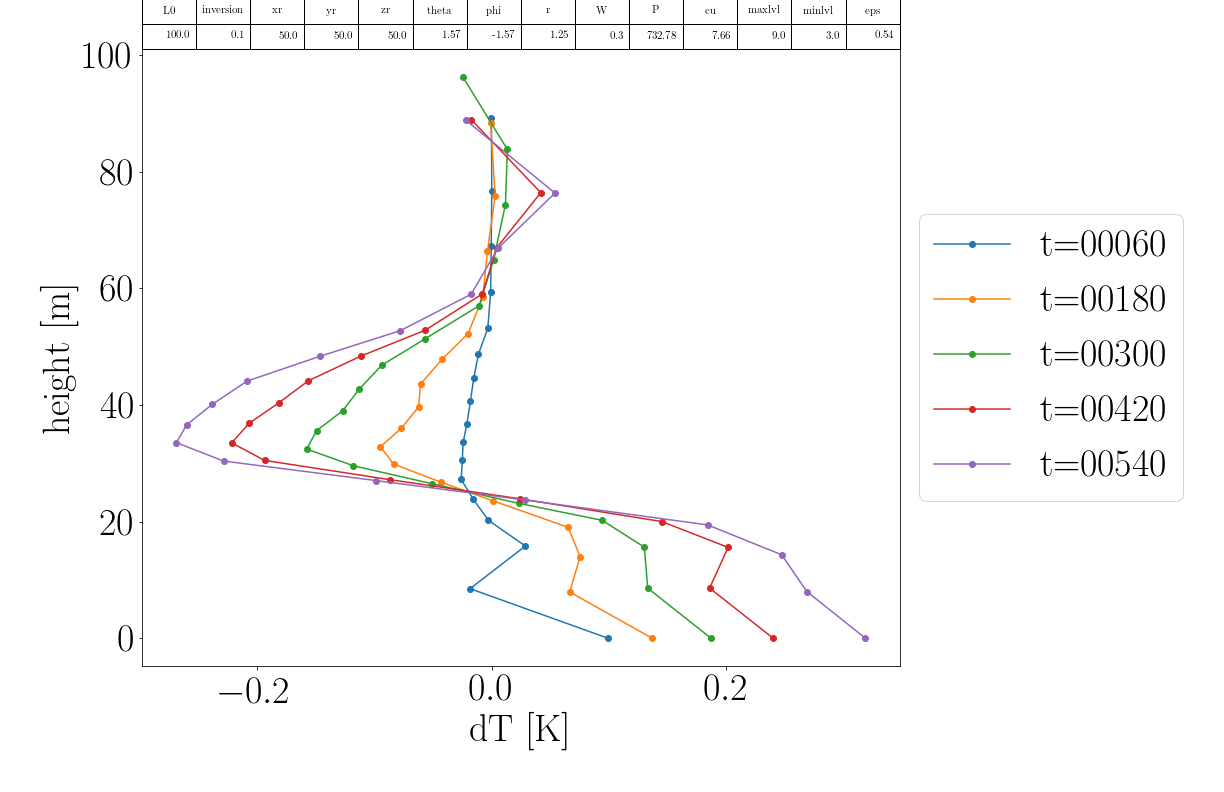 L0 inversion xr yr zr theta phi r W P cu maxlvl minlvl eps
100.0 0.1 50.0 50.0 50.0 1.57 -1.57 1.25 0.3 732.78 7.66 9.0 3.0 0.54
100
80
60
40
20
0
height [m]
−0.2 0.0 0.2
dT [K]
t=00060
t=00180
t=00300
t=00420
t=00540